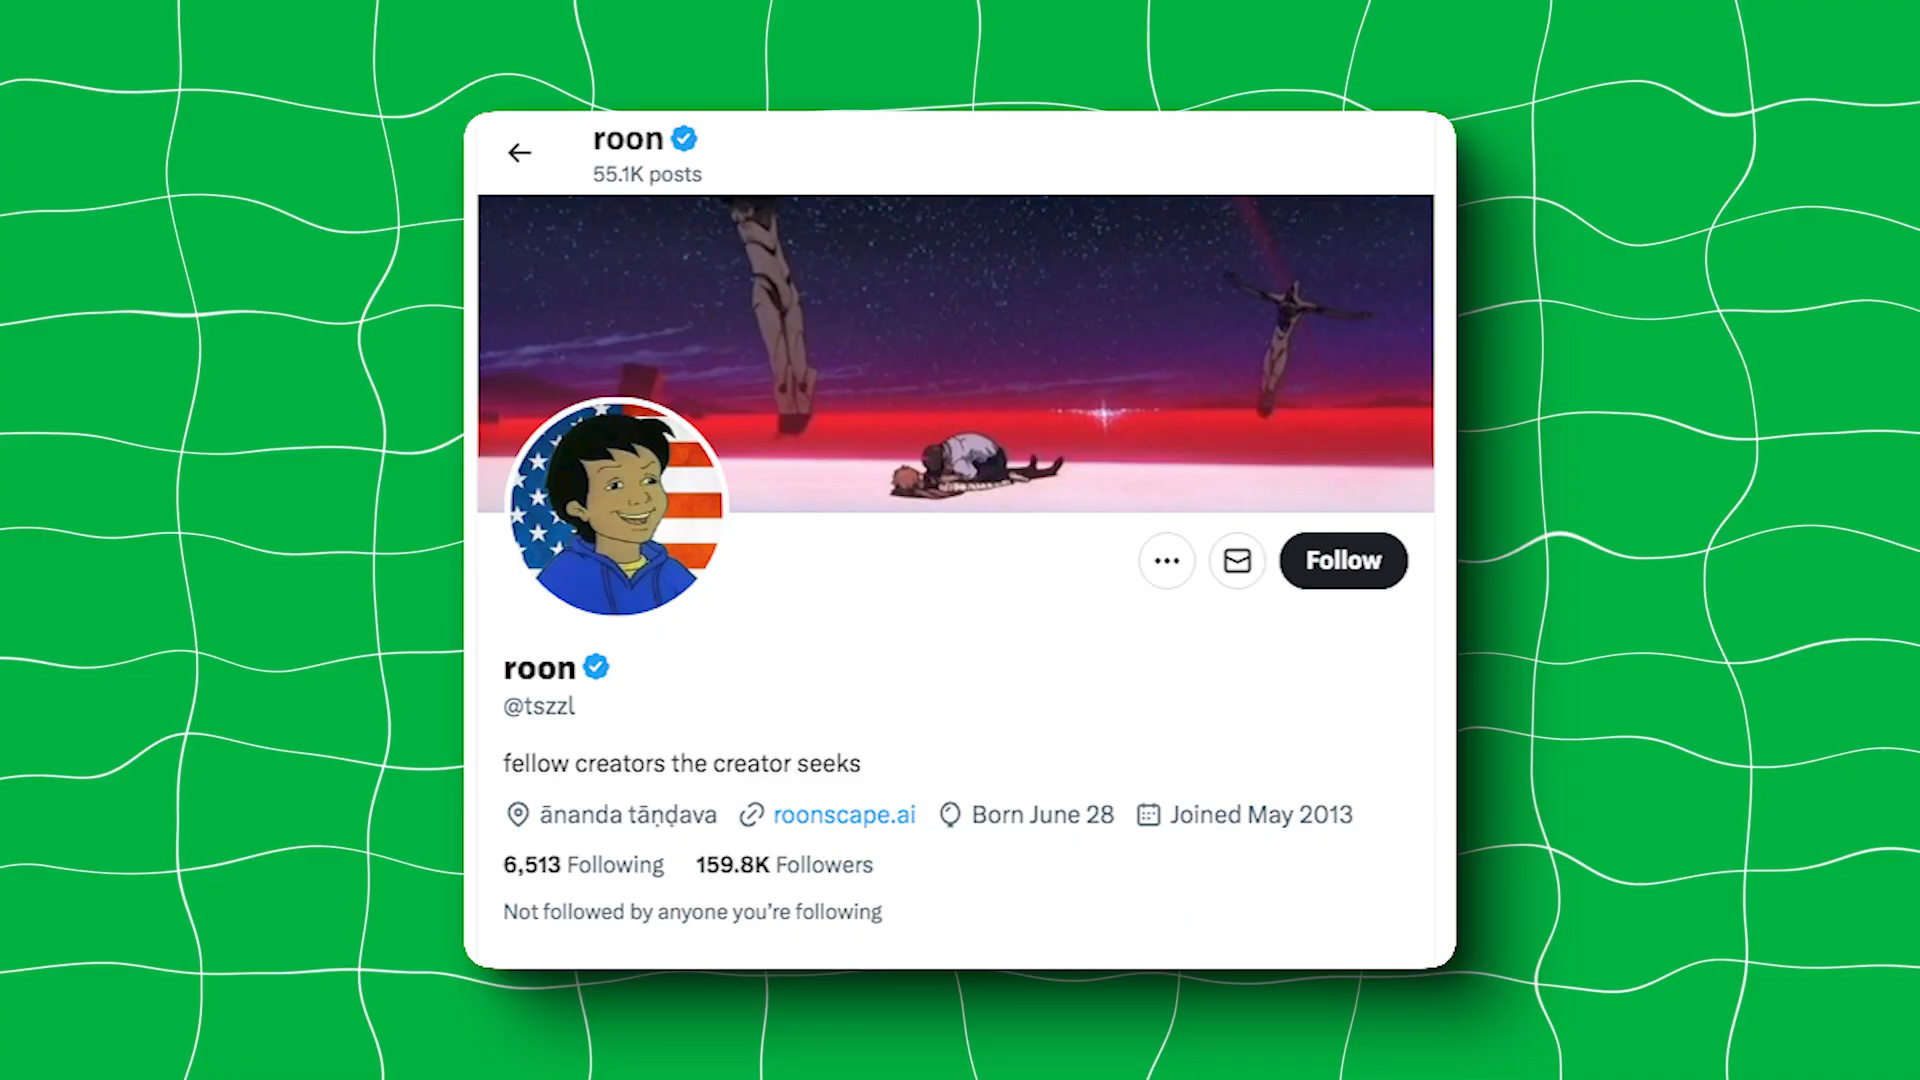 roon
55.1K posts
Follow
roon
@tszzl
fellow creators the creator seeks
ānanda tāṇḍava roonscape.ai Born June 28 Joined May 2013
6,513 Following 159.8K Followers
Not followed by anyone you’re following